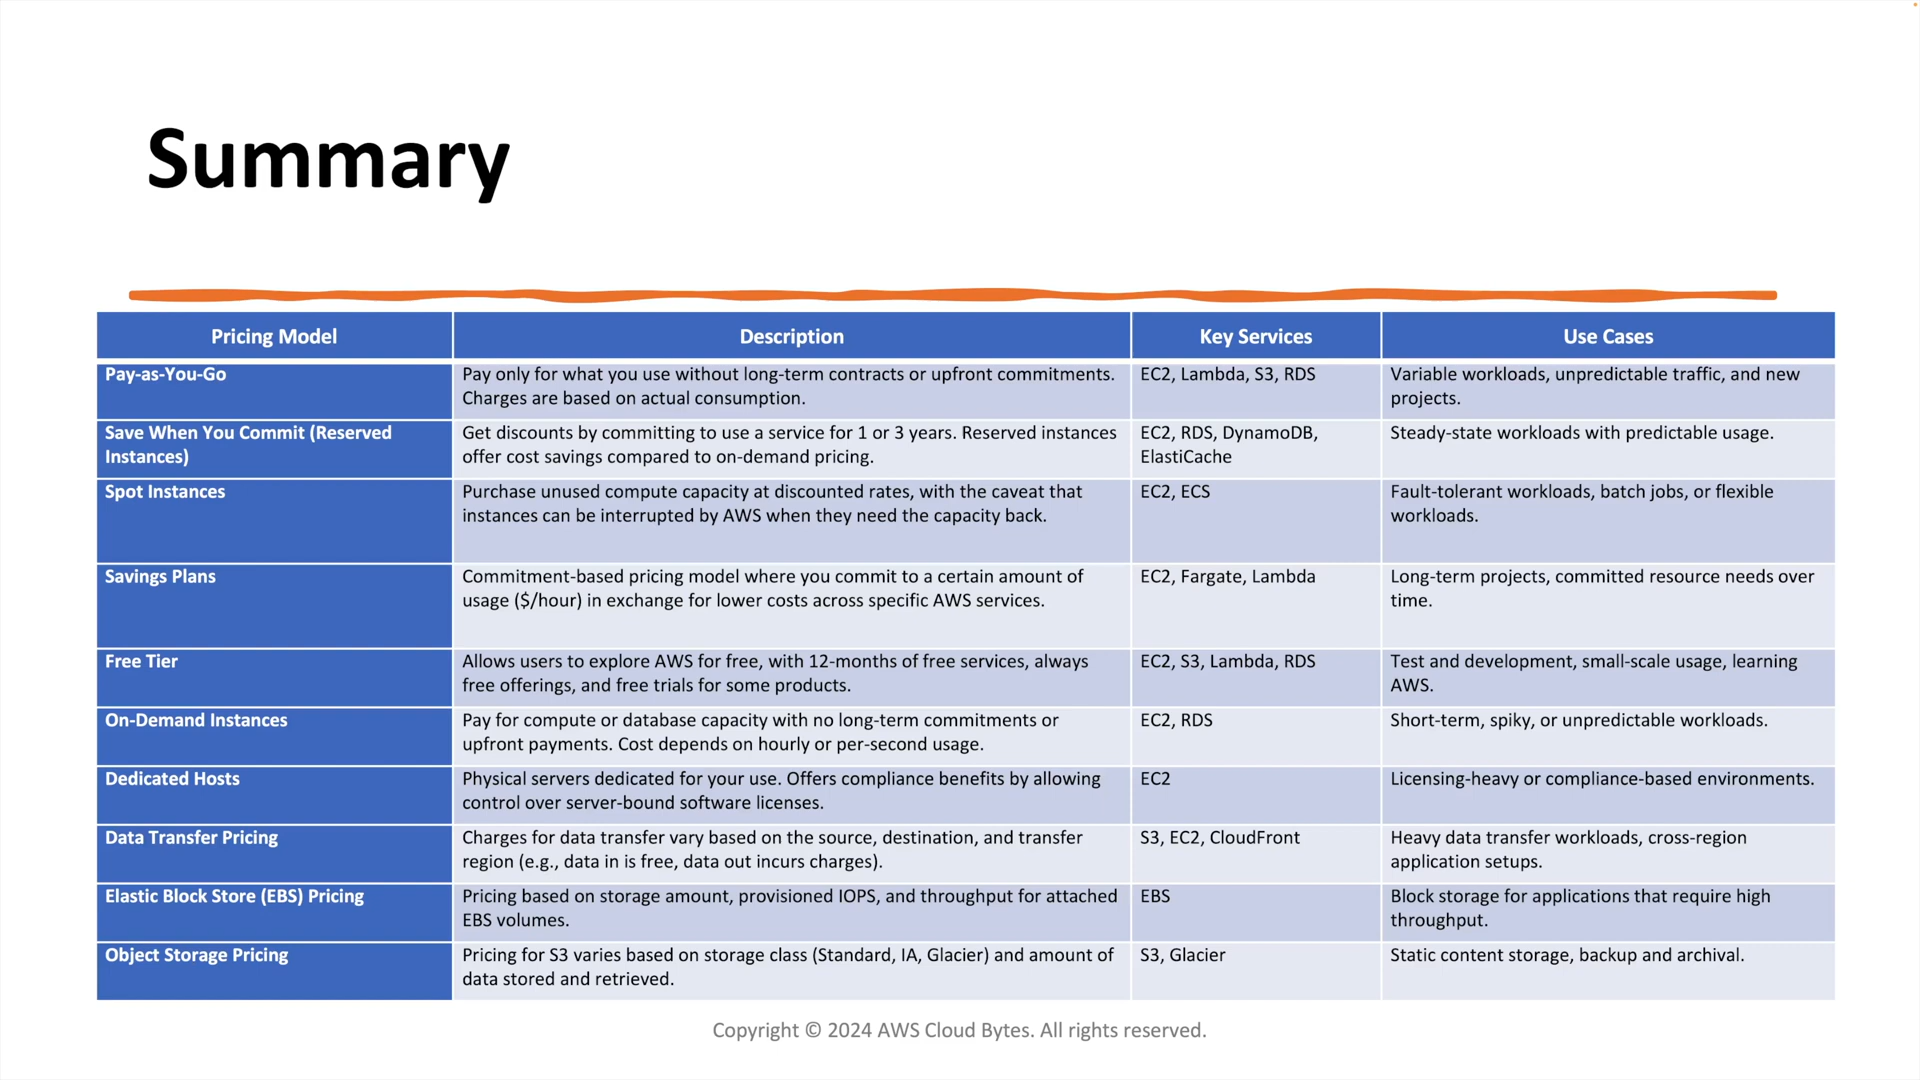 Summary
Pricing Model Description Key Services Use Cases
Pay-as-You-Go
Pay only for what you use without long-term contracts or upfront commitments.
Charges are based on actual consumption.
EC2, Lambda, S3, RDS
Variable workloads, unpredictable traffic, and new
projects.
Save When You Commit (Reserved
Instances)
Get discounts by committing to use a service for 1 or 3 years. Reserved instances
offer cost savings compared to on-demand pricing.
EC2, RDS, DynamoDB,
ElastiCache
Steady-state workloads with predictable usage.
Spot Instances
Purchase unused compute capacity at discounted rates, with the caveat that
instances can be interrupted by AWS when they need the capacity back.
EC2, ECS
Fault-tolerant workloads, batch jobs, or flexible
workloads.
Savings Plans
Commitment-based pricing model where you commit to a certain amount of
usage ($/hour) in exchange for lower costs across specific AWS services.
EC2, Fargate, Lambda
Long-term projects, committed resource needs over
time.
Free Tier
Allows users to explore AWS for free, with 12-months of free services, always
free offerings, and free trials for some products.
EC2, S3, Lambda, RDS
Test and development, small-scale usage, learning
AWS.
On-Demand Instances
Pay for compute or database capacity with no long-term commitments or
upfront payments. Cost depends on hourly or per-second usage.
EC2, RDS
Short-term, spiky, or unpredictable workloads.
Dedicated Hosts
Physical servers dedicated for your use. Offers compliance benefits by allowing
control over server-bound software licenses.
EC2
Licensing-heavy or compliance-based environments.
Data Transfer Pricing
Charges for data transfer vary based on the source, destination, and transfer
region (e.g., data in is free, data out incurs charges).
S3, EC2, CloudFront
Heavy data transfer workloads, cross-region
application setups.
Elastic Block Store (EBS) Pricing
Pricing based on storage amount, provisioned IOPS, and throughput for attached
EBS volumes.
EBS
Block storage for applications that require high
throughput.
Object Storage Pricing
Pricing for S3 varies based on storage class (Standard, IA, Glacier) and amount of
data stored and retrieved.
S3, Glacier
Static content storage, backup and archival.
Copyright © 2024 AWS Cloud Bytes. All rights reserved.